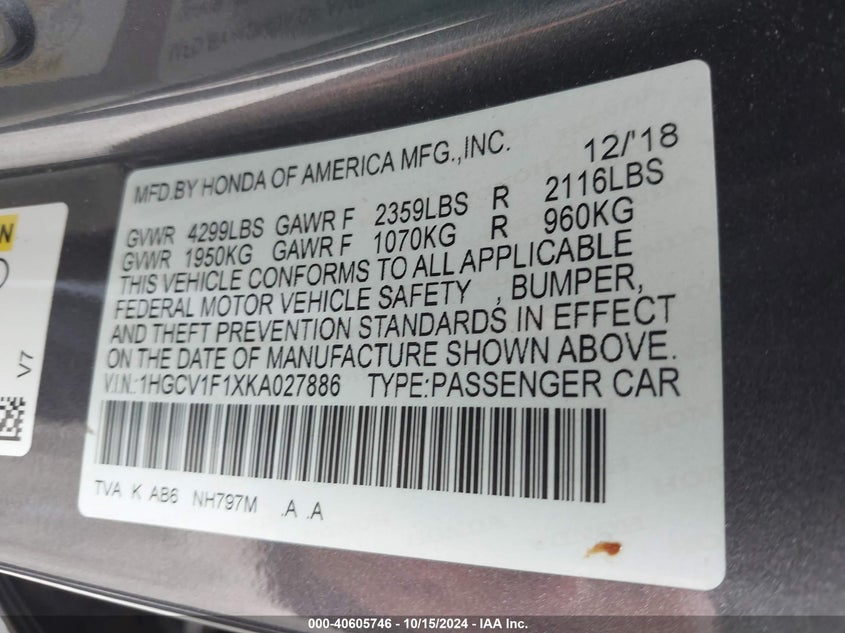 MFD.BY HONDA OF AMERICA MFG.,INC. 12/'18
GVWR 4299LBS GAWR F 2359LBS R 2116LBS
GVWR 1950KG GAWR F 1070KG R 960KG
THIS VEHICLE CONFORMS TO ALL APPLICABLE
FEDERAL MOTOR VEHICLE SAFETY , BUMPER,
AND THEFT PREVENTION STANDARDS IN EFFECT
ON THE DATE OF MANUFACTURE SHOWN ABOVE.
V.I.N.:1HGCV1F1XKA027886 TYPE:PASSENGER CAR
TVA K AB6 NH797M .A .A
V7
000-40605746 - 10/15/2024 - IAA Inc.